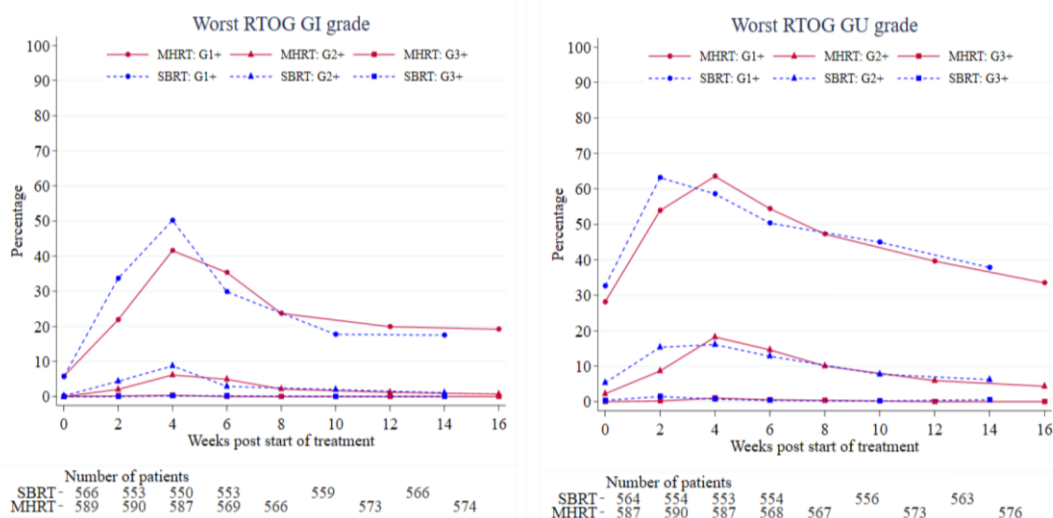 Worst RTOG GI grade
MHRT: G1+ MHRT: G2+ MHRT: G3+
SBRT: G1+ SBRT: G2+ SBRT: G3+
100
90
80
70
60
50
40
30
20
10
0
Percentage
0 2 4 6 8 10 12 14 16
Weeks post start of treatment
Number of patients
SBRT- 566 553 550 553 559 566
MHRT- 589 590 587 569 566 573 574
Worst RTOG GU grade
MHRT: G1+ MHRT: G2+ MHRT: G3+
SBRT: G1+ SBRT: G2+ SBRT: G3+
100
90
80
70
60
50
40
30
20
10
0
Percentage
0 2 4 6 8 10 12 14 16
Weeks post start of treatment
Number of patients
SBRT- 564 554 553 554 556 563
MHRT- 587 590 587 568 567 573 576